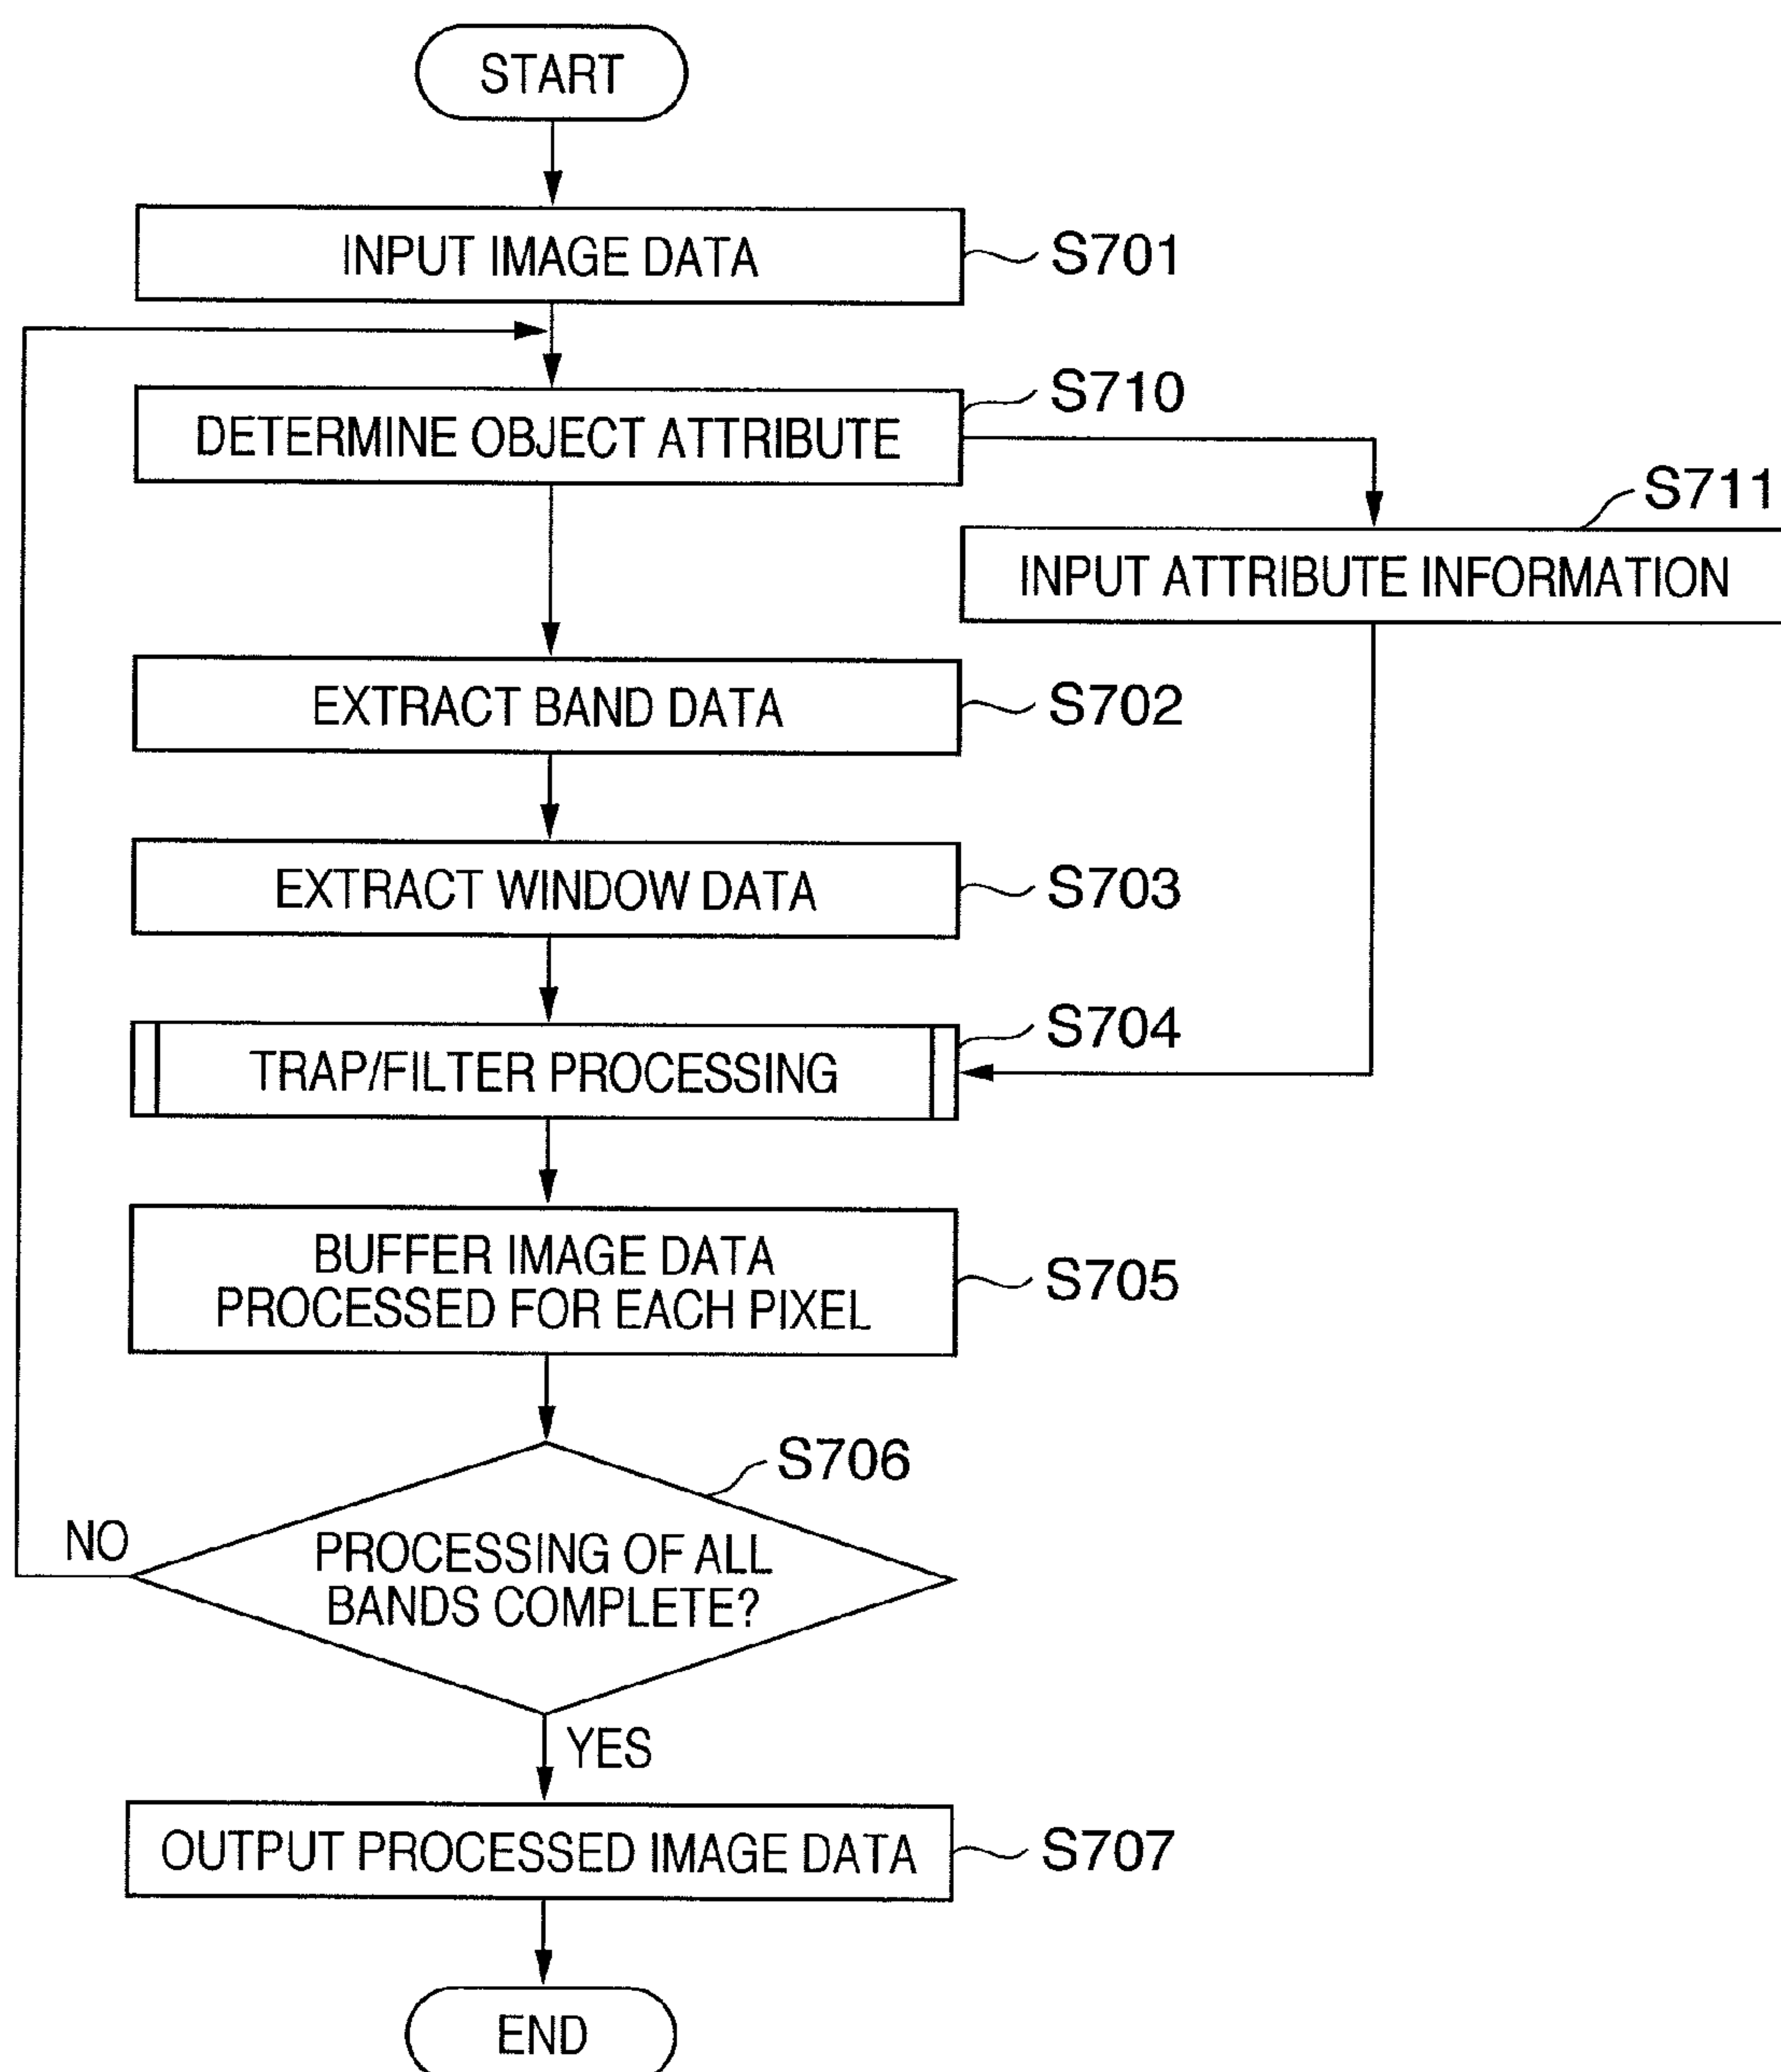 START
INPUT IMAGE DATA
S701
DETERMINE OBJECT ATTRIBUTE
S710
INPUT ATTRIBUTE INFORMATION
S711
EXTRACT BAND DATA
S702
EXTRACT WINDOW DATA
S703
TRAP/FILTER PROCESSING
S704
BUFFER IMAGE DATA
PROCESSED FOR EACH PIXEL
S705
S706
PROCESSING OF ALL
BANDS COMPLETE?
NO
YES
OUTPUT PROCESSED IMAGE DATA
S707
END